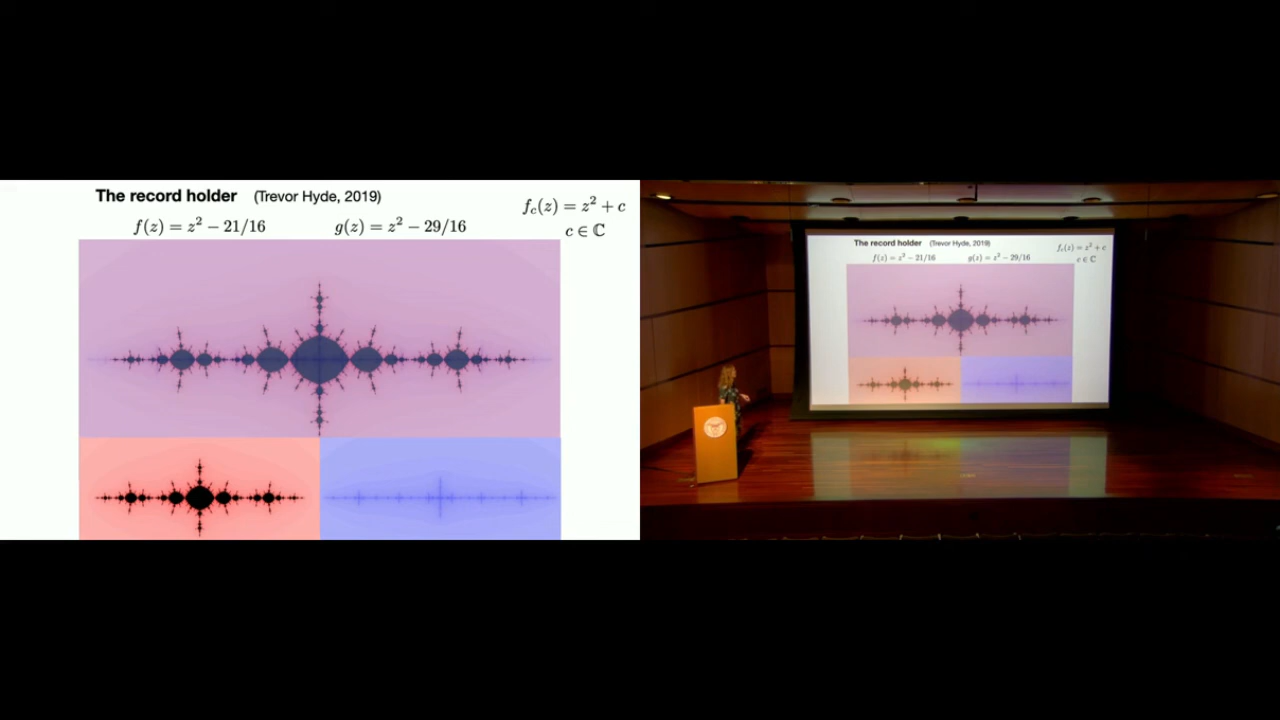 The record holder (Trevor Hyde, 2019)
f(z) = z² − 21/16 g(z) = z² − 29/16
f_c(z) = z² + c
c ∈ ℂ
The record holder (Trevor Hyde, 2019)
f(z) = z² − 21/16 g(z) = z² − 29/16
f_c(z) = z² + c
c ∈ ℂ